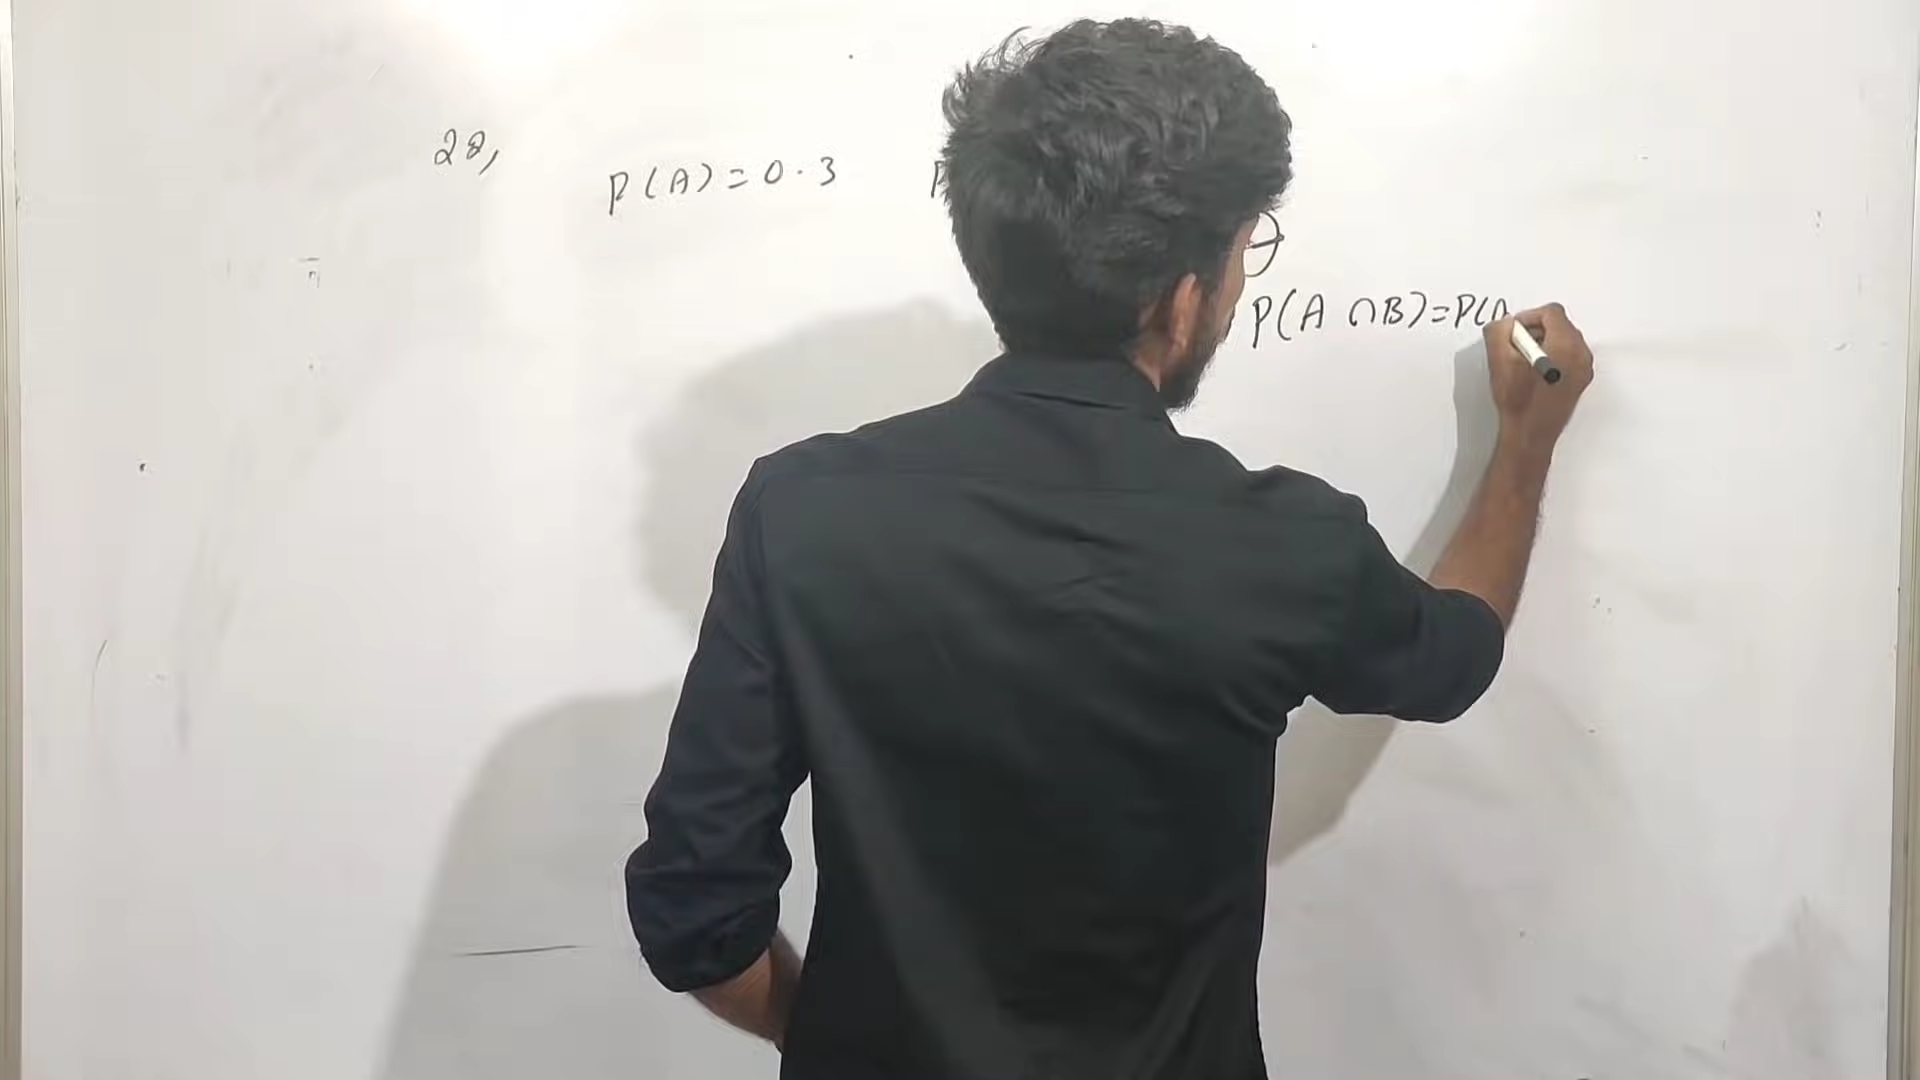 28,
P(A) = 0.3 P
P(A ∩ B) = P(A